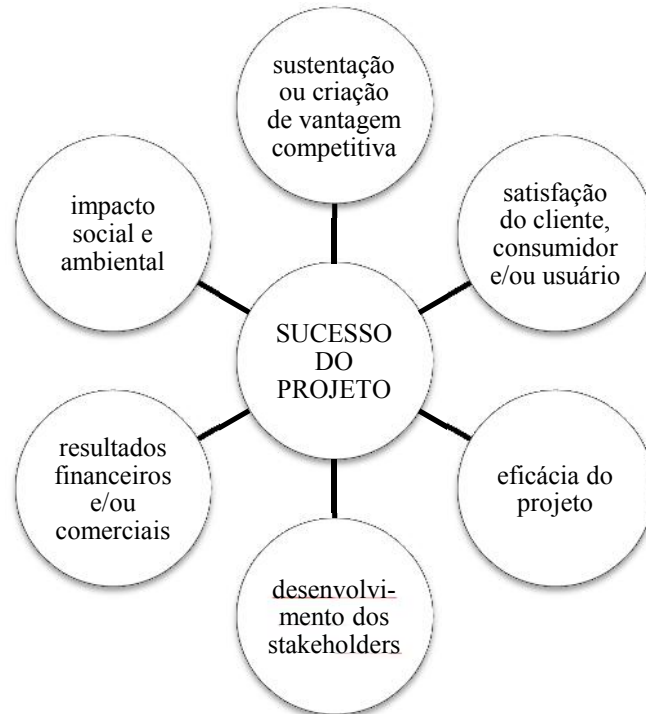 sustentação
ou criação
de vantagem
competitiva
impacto
social e
ambiental
satisfação
do cliente,
consumidor
e/ou usuário
SUCESSO
DO
PROJETO
resultados
financeiros
e/ou
comerciais
eficácia do
projeto
desenvolvi-
mento dos
stakeholders